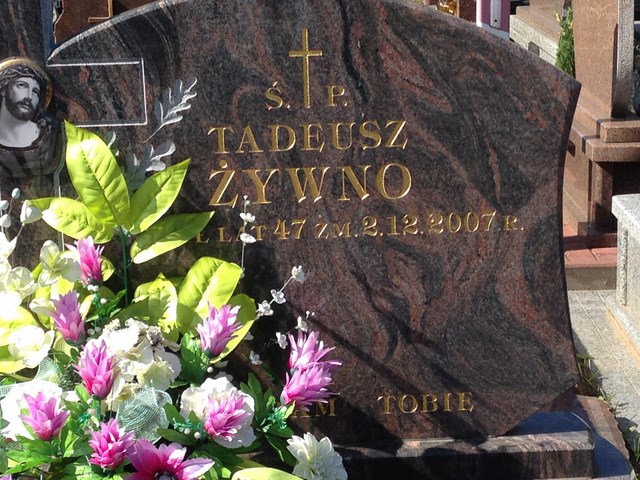 Ś. P.
TADEUSZ
ŻYWNO
LAT 47 ZM. 2.12.2007 R.
TOBIE